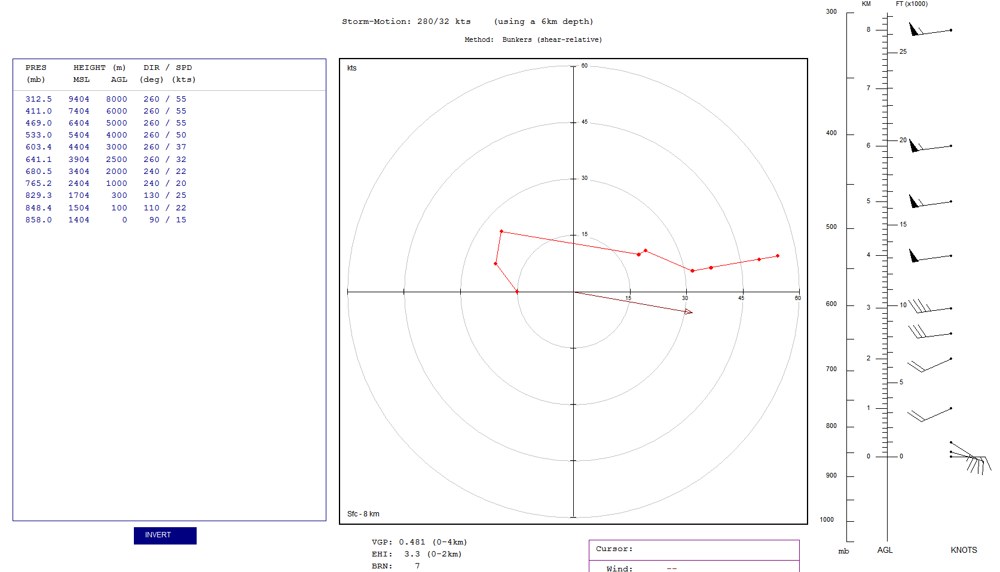 Storm-Motion: 280/32 kts (using a 6km depth)
Method: Bunkers (shear-relative)
PRES HEIGHT (m) DIR / SPD
(mb) MSL AGL (deg) (kts)
312.5 9404 8000 260 / 55
411.0 7404 6000 260 / 55
469.0 6404 5000 260 / 55
533.0 5404 4000 260 / 50
603.4 4404 3000 260 / 37
641.1 3904 2500 260 / 32
680.5 3404 2000 240 / 22
765.2 2404 1000 240 / 20
829.3 1704 300 130 / 25
848.4 1504 100 110 / 22
858.0 1404 0 90 / 15
INVERT
kts
60
45
30
15
15 30 45 60
Sfc - 8 km
VGP: 0.481 (0-4km)
EHI: 3.3 (0-2km)
BRN: 7
Cursor:
Wind: --
300
400
500
600
700
800
900
1000
mb
KM
8
7
6
5
4
3
2
1
0
AGL
FT (x1000)
25
20
15
10
5
0
KNOTS